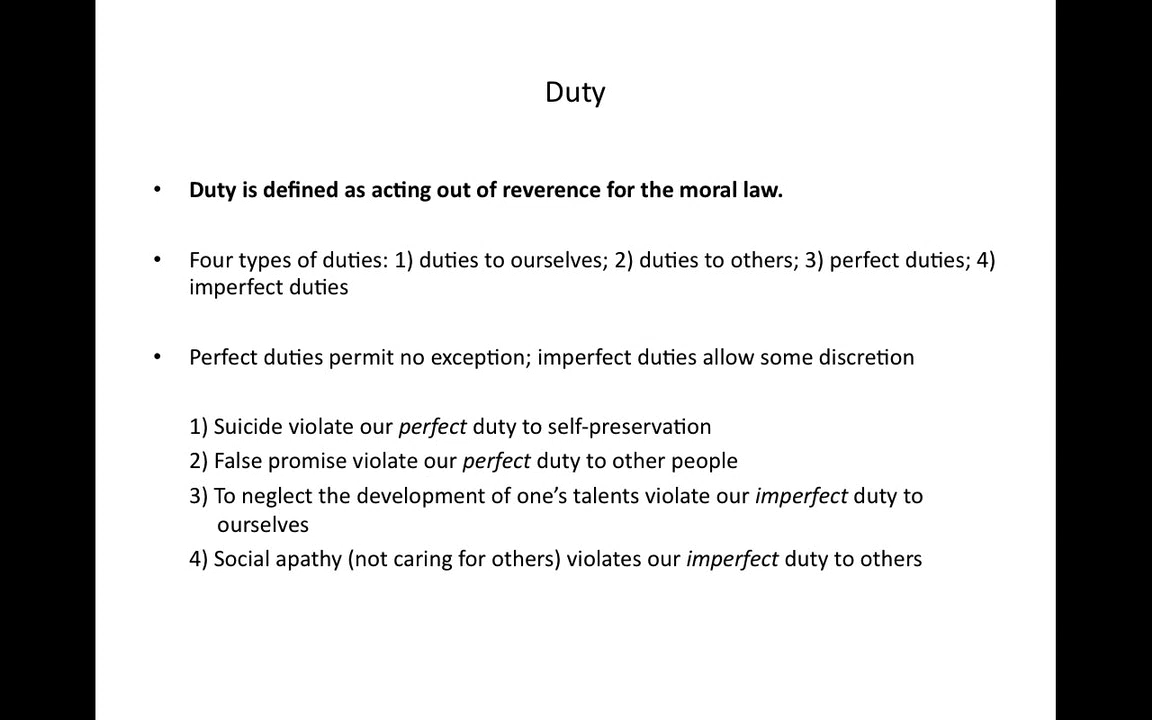 Duty
• Duty is defined as acting out of reverence for the moral law.
• Four types of duties: 1) duties to ourselves; 2) duties to others; 3) perfect duties; 4)
imperfect duties
• Perfect duties permit no exception; imperfect duties allow some discretion
1) Suicide violate our perfect duty to self-preservation
2) False promise violate our perfect duty to other people
3) To neglect the development of one’s talents violate our imperfect duty to
ourselves
4) Social apathy (not caring for others) violates our imperfect duty to others